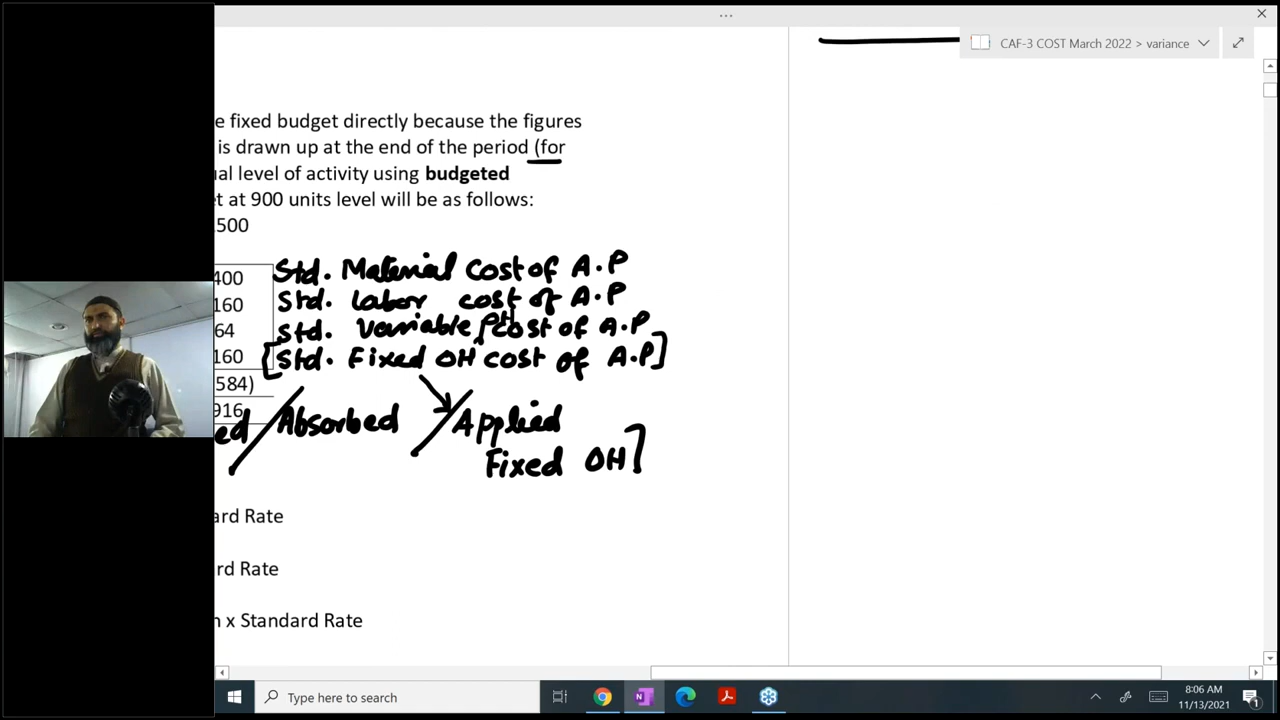 CAF-3 COST March 2022 > variance
e fixed budget directly because the figures
is drawn up at the end of the period (for
ual level of activity using budgeted
et at 900 units level will be as follows:
500
400 Std. Material Cost of A.P
160 Std. labor cost of A.P
64 Std. variable OH cost of A.P
160 [Std. Fixed OH cost of A.P]
584)
916
ed / Absorbed / Applied
Fixed OH]
ard Rate
rd Rate
n x Standard Rate
Type here to search
8:06 AM
11/13/2021
1